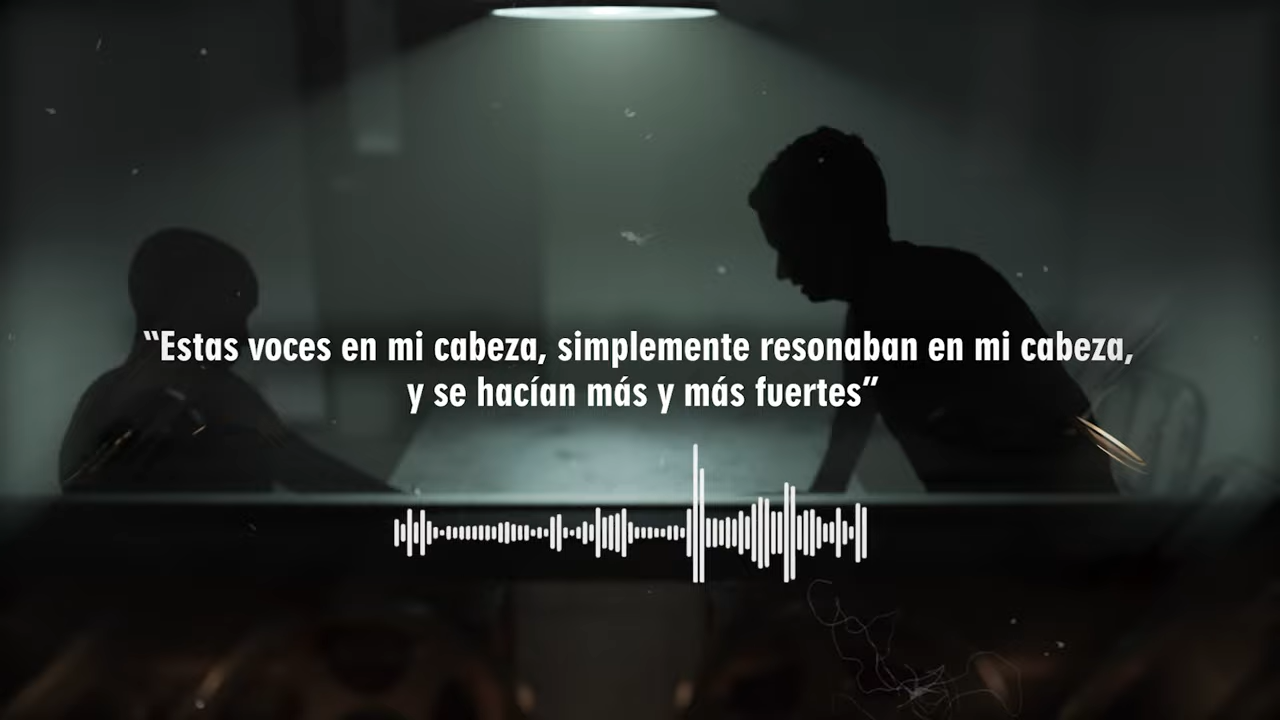 “Estas voces en mi cabeza, simplemente resonaban en mi cabeza,
y se hacían más y más fuertes”